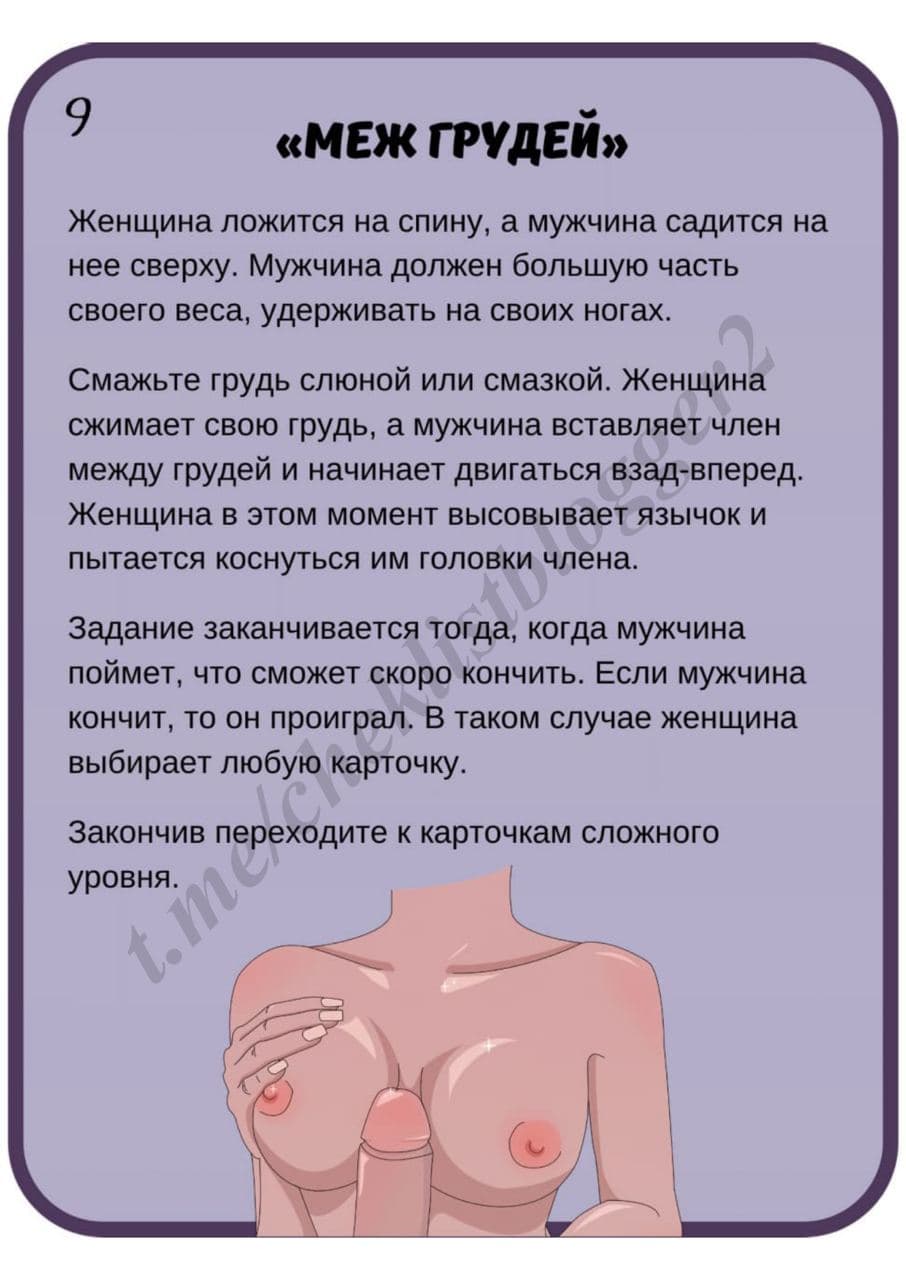 9
«МЕЖ ГРУДЕЙ»
Женщина ложится на спину, а мужчина садится на
нее сверху. Мужчина должен большую часть
своего веса, удерживать на своих ногах.
Смажьте грудь слюной или смазкой. Женщина
сжимает свою грудь, а мужчина вставляет член
между грудей и начинает двигаться взад-вперед.
Женщина в этом момент высовывает язычок и
пытается коснуться им головки члена.
Задание заканчивается тогда, когда мужчина
поймет, что сможет скоро кончить. Если мужчина
кончит, то он проиграл. В таком случае женщина
выбирает любую карточку.
Закончив переходите к карточкам сложного
уровня.
t.me/cheklistblogger2